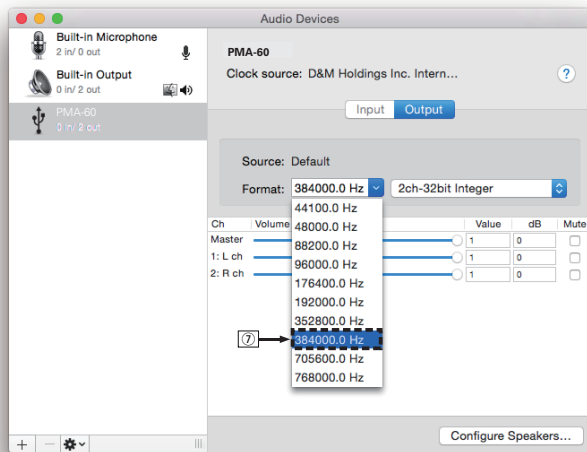 Audio Devices
Built-in Microphone
2 in/ 0 out
Built-in Output
0 in/ 2 out
PMA-60
0 in/ 2 out
PMA-60
Clock source: D&M Holdings Inc. Intern...
?
Input
Output
Source: Default
Format: 384000.0 Hz
2ch-32bit Integer
44100.0 Hz
48000.0 Hz
88200.0 Hz
96000.0 Hz
176400.0 Hz
192000.0 Hz
352800.0 Hz
⑦
384000.0 Hz
705600.0 Hz
768000.0 Hz
Ch Volume Value dB Mute
Master 1 0
1: L ch 1 0
2: R ch 1 0
Configure Speakers...